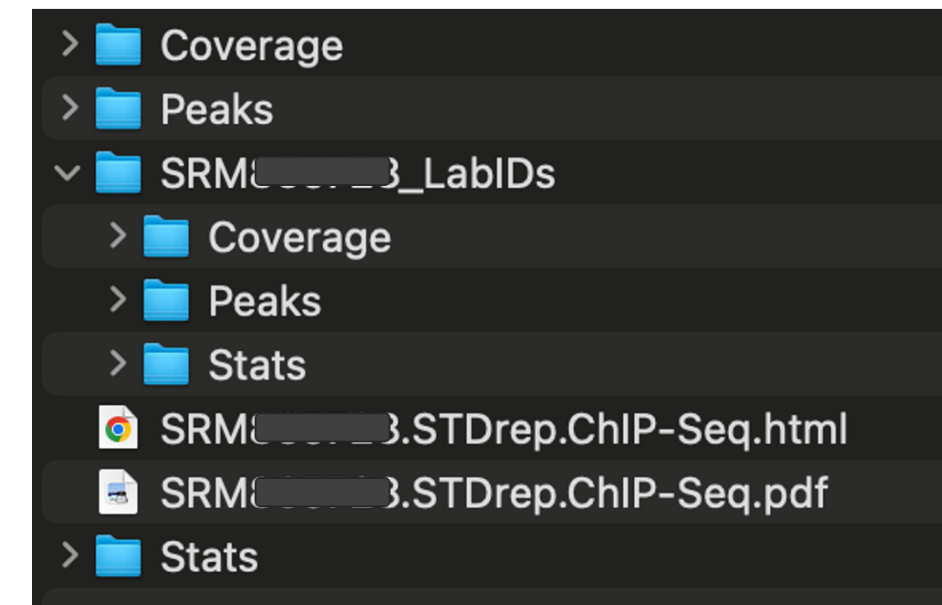 Coverage
Peaks
SRM _LabIDs
Coverage
Peaks
Stats
SRM .STDrep.ChIP-Seq.html
SRM .STDrep.ChIP-Seq.pdf
Stats